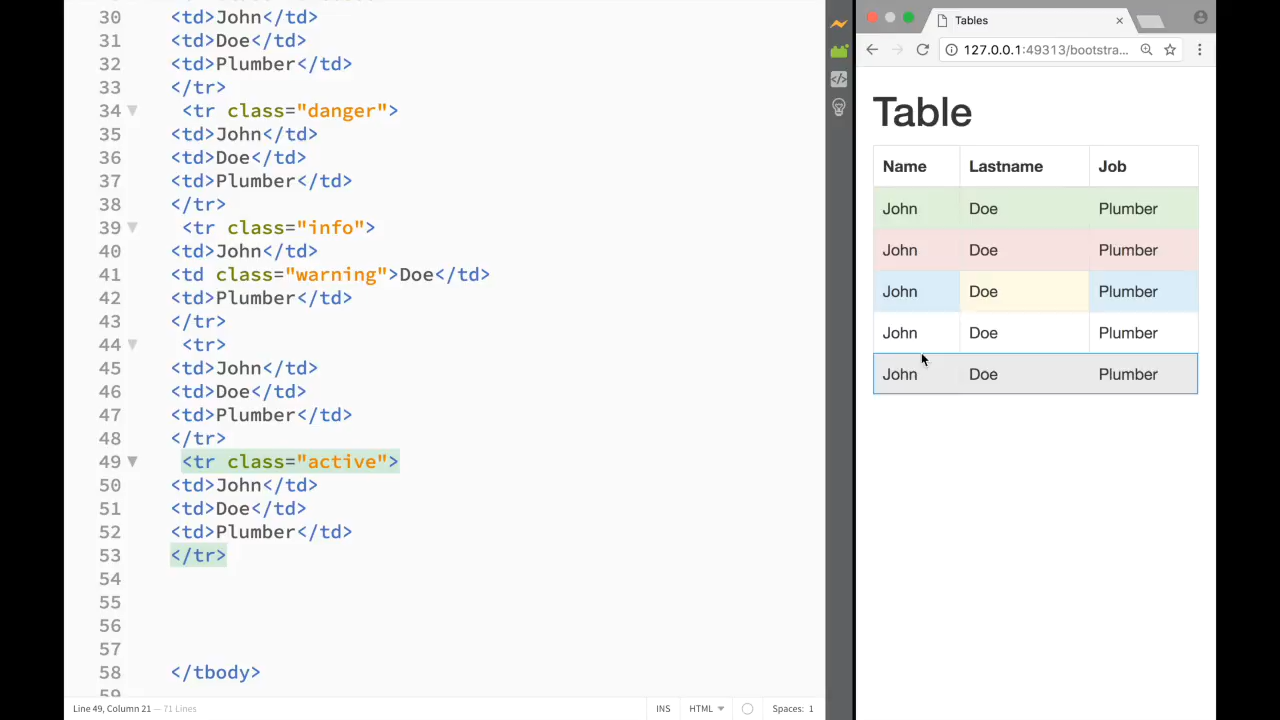 30 <td>John</td>
31 <td>Doe</td>
32 <td>Plumber</td>
33 </tr>
34 <tr class="danger">
35 <td>John</td>
36 <td>Doe</td>
37 <td>Plumber</td>
38 </tr>
39 <tr class="info">
40 <td>John</td>
41 <td class="warning">Doe</td>
42 <td>Plumber</td>
43 </tr>
44 <tr>
45 <td>John</td>
46 <td>Doe</td>
47 <td>Plumber</td>
48 </tr>
49 <tr class="active">
50 <td>John</td>
51 <td>Doe</td>
52 <td>Plumber</td>
53 </tr>
54
55
56
57
58 </tbody>
59
Line 49, Column 21 — 71 Lines
INS HTML Spaces: 1
Tables
127.0.0.1:49313/bootstra...
Table
Name Lastname Job
John Doe Plumber
John Doe Plumber
John Doe Plumber
John Doe Plumber
John Doe Plumber